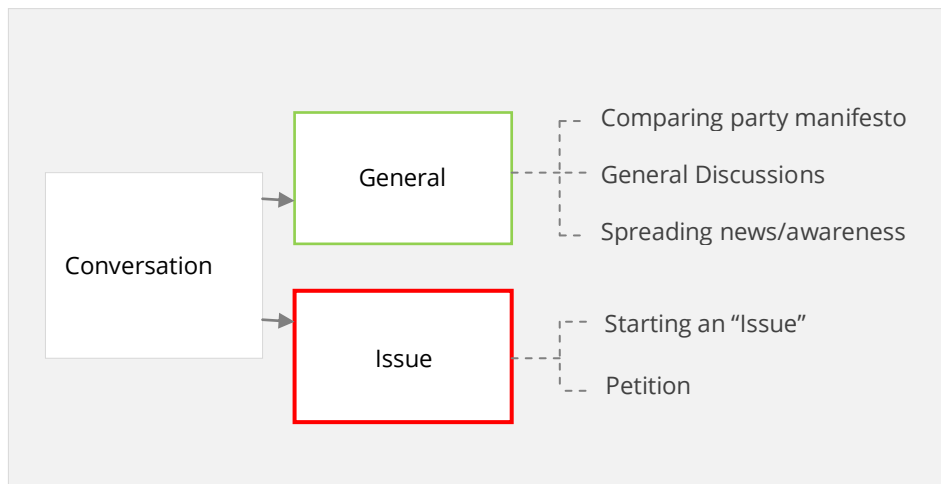 Conversation
General
Comparing party manifesto
General Discussions
Spreading news/awareness
Issue
Starting an “Issue”
Petition